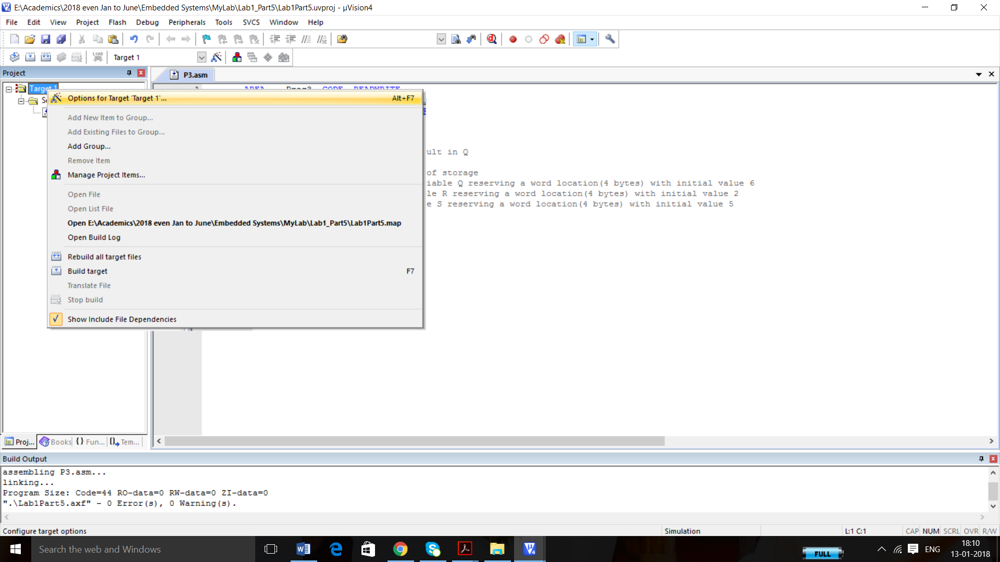 E:\Academics\2018 even Jan to June\Embedded Systems\MyLab\Lab1_Part5\Lab1Part5.uvproj - µVision4
File Edit View Project Flash Debug Peripherals Tools SVCS Window Help
LOAD Target 1
Project
P3.asm
Target 1
1 AREA Prog3, CODE, READWRITE
Options for Target 'Target 1'... Alt+F7
Add New Item to Group...
Add Existing Files to Group...
Add Group...
ult in Q
Remove Item
of storage
Manage Project Items...
iable Q reserving a word location(4 bytes) with initial value 6
le R reserving a word location(4 bytes) with initial value 2
Open File
e S reserving a word location(4 bytes) with initial value 5
Open List File
Open E:\Academics\2018 even Jan to June\Embedded Systems\MyLab\Lab1_Part5\Lab1Part5.map
Open Build Log
Rebuild all target files
Build target F7
Translate File
Stop build
Show Include File Dependencies
Proj... Books {} Fun... Tem...
Build Output
assembling P3.asm...
linking...
Program Size: Code=44 RO-data=0 RW-data=0 ZI-data=0
".\Lab1Part5.axf" - 0 Error(s), 0 Warning(s).
Configure target options Simulation L:1 C:1 CAP NUM SCRL OVR R/W
Search the web and Windows
FULL
ENG
18:10
13-01-2018